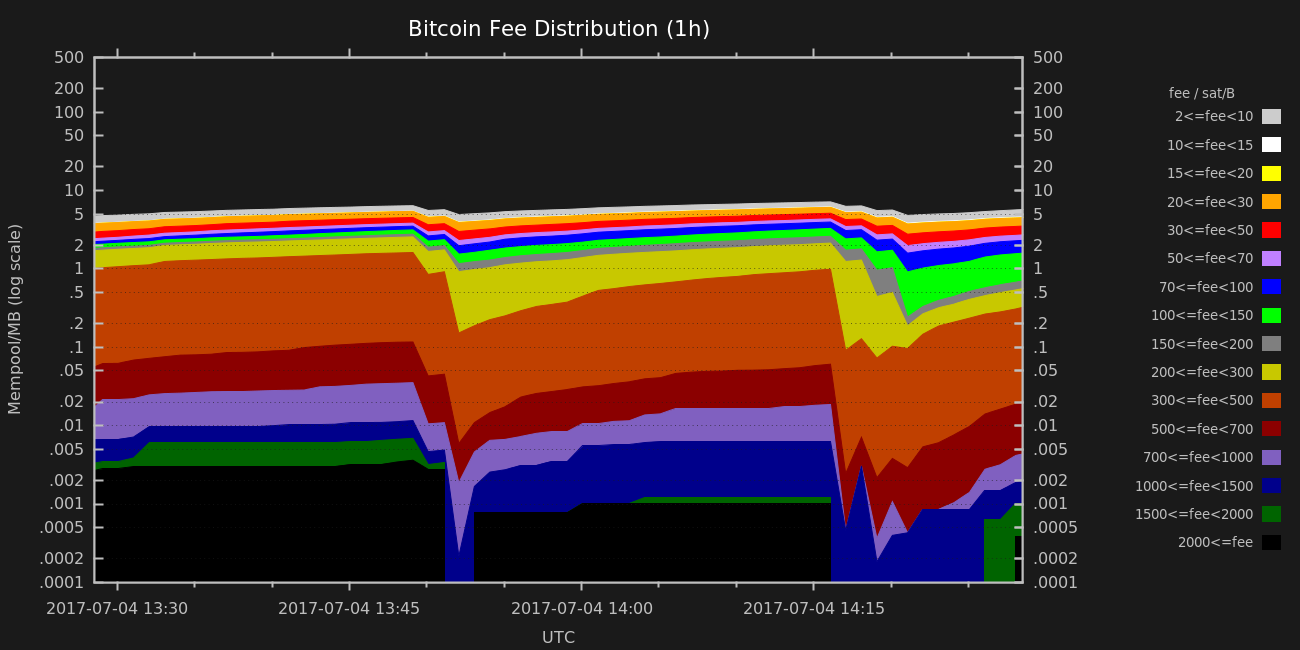 Bitcoin Fee Distribution (1h)
500
200
100
50
20
10
5
2
1
.5
.2
.1
.05
.02
.01
.005
.002
.001
.0005
.0002
.0001
Mempool/MB (log scale)
500
200
100
50
20
10
5
2
1
.5
.2
.1
.05
.02
.01
.005
.002
.001
.0005
.0002
.0001
fee / sat/B
2<=fee<10
10<=fee<15
15<=fee<20
20<=fee<30
30<=fee<50
50<=fee<70
70<=fee<100
100<=fee<150
150<=fee<200
200<=fee<300
300<=fee<500
500<=fee<700
700<=fee<1000
1000<=fee<1500
1500<=fee<2000
2000<=fee
2017-07-04 13:30 2017-07-04 13:45 2017-07-04 14:00 2017-07-04 14:15
UTC